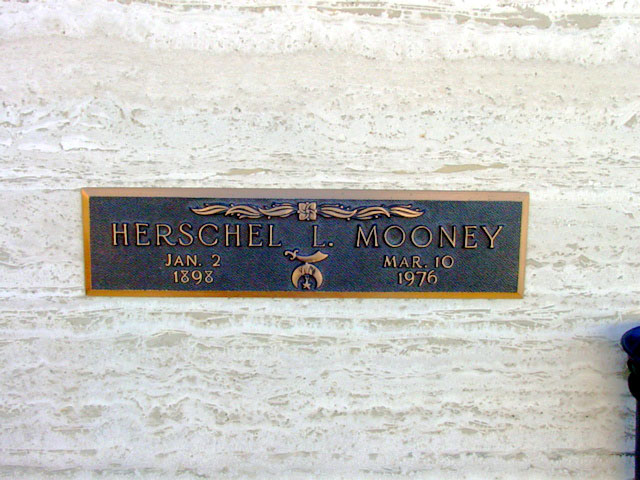 HERSCHEL L. MOONEY
JAN. 2 MAR. 10
1898 1976